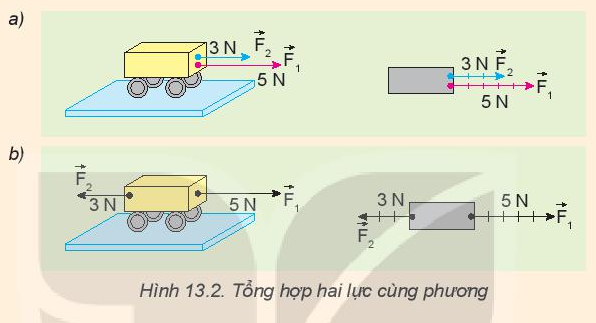 a)
3 N F₂
F₁
5 N
3 N F₂
F₁
5 N
b)
F₂
3 N
5 N F₁
3 N
5 N
F₂
F₁
Hình 13.2. Tổng hợp hai lực cùng phương